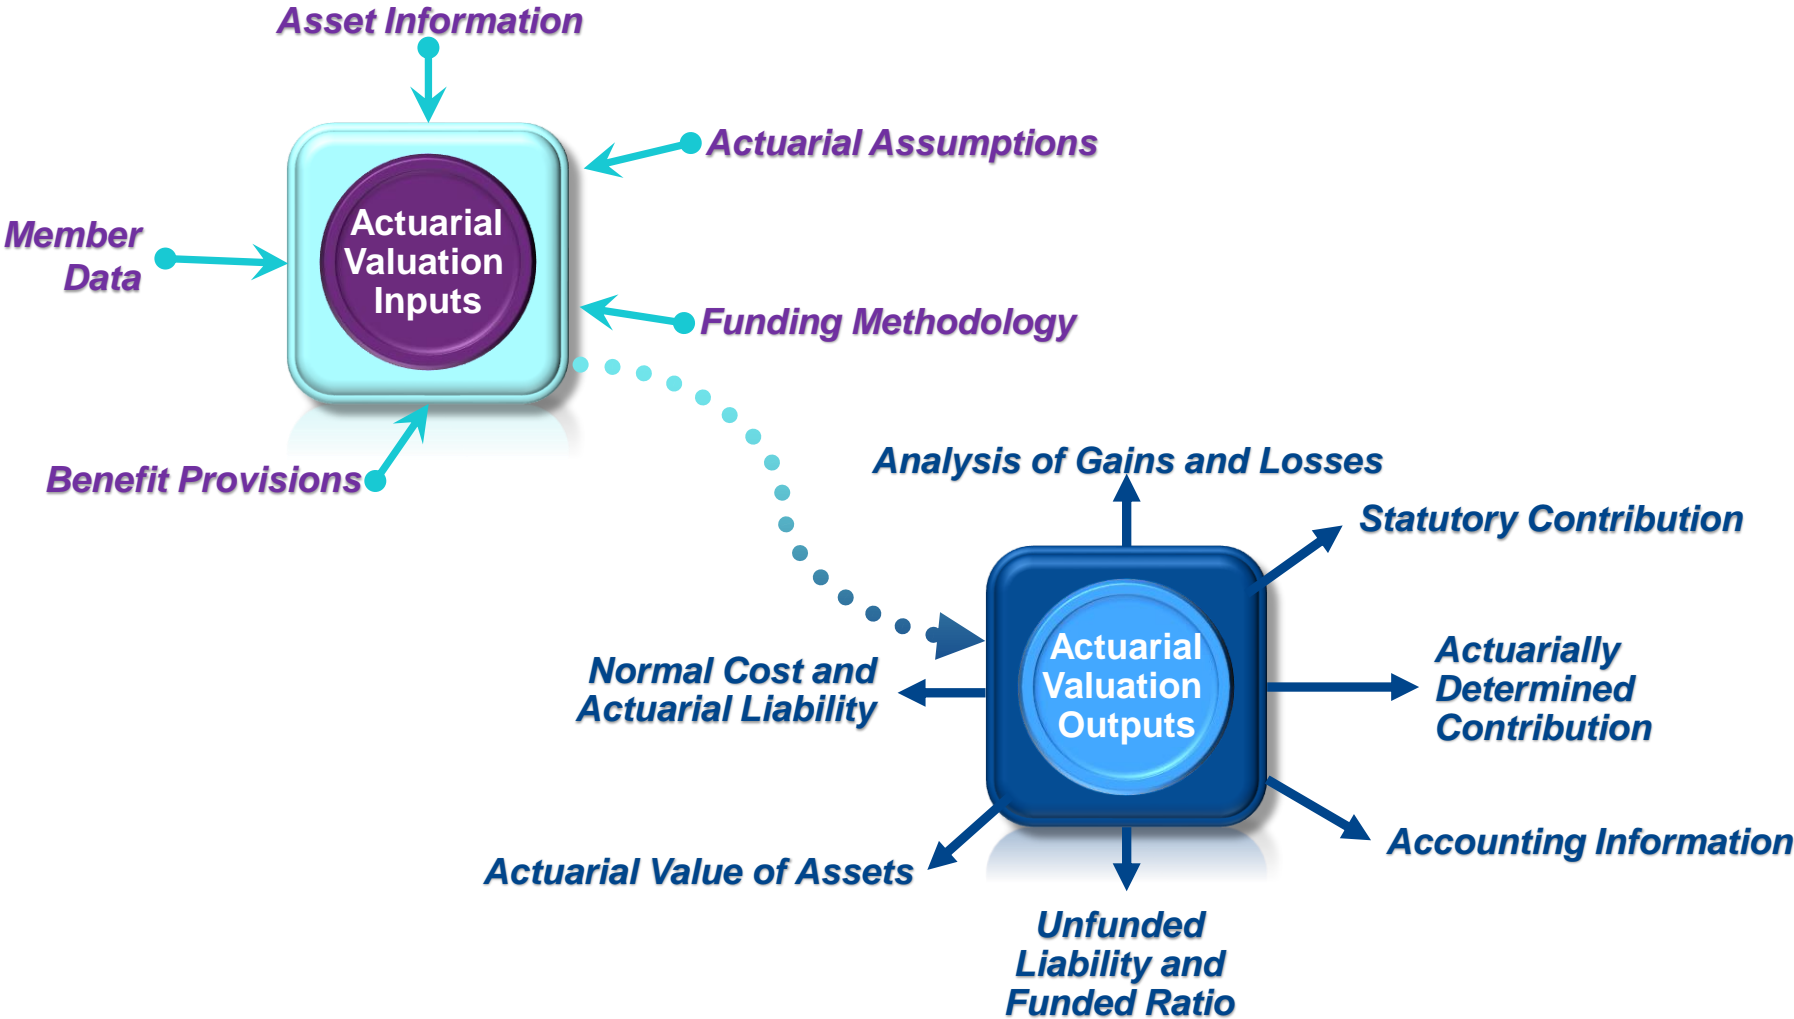 Asset Information
Actuarial Assumptions
Member
Data
Actuarial
Valuation
Inputs
Funding Methodology
Benefit Provisions
Analysis of Gains and Losses
Statutory Contribution
Normal Cost and
Actuarial Liability
Actuarial
Valuation
Outputs
Actuarially
Determined
Contribution
Actuarial Value of Assets
Accounting Information
Unfunded
Liability and
Funded Ratio